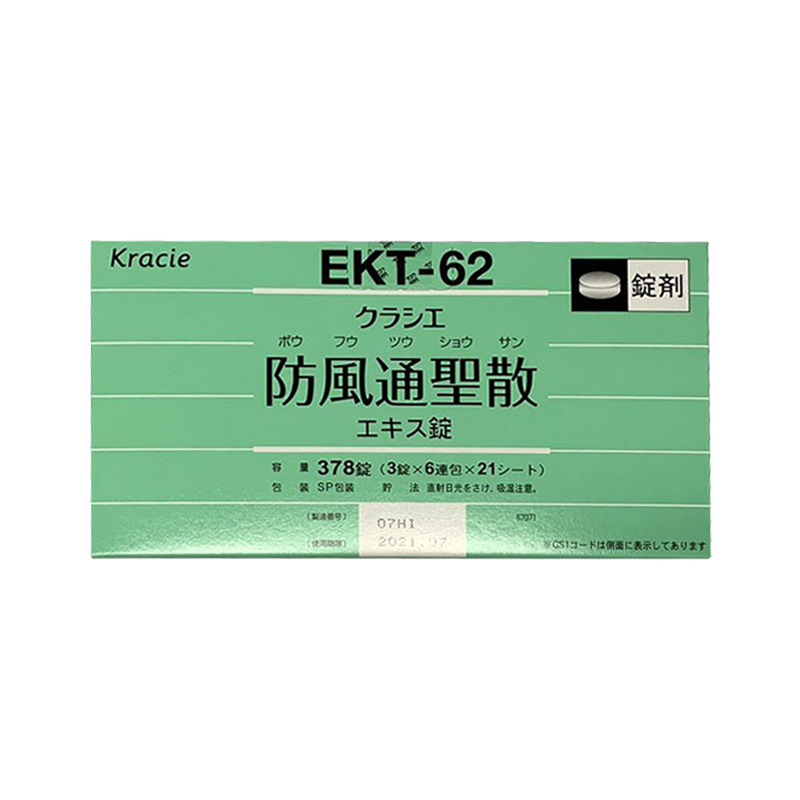 Kracie
EKT-62
錠剤
クラシエ
ボウ フウ ツウ ショウ サン
防風通聖散
エキス錠
容量 378錠 (3錠×6連包×21シート)
包装 SP包装 貯法 直射日光をさけ、吸湿注意。
(製造番号) 07HI 67071
(使用期限) 2021.07
※GS1コードは側面に表示してあります